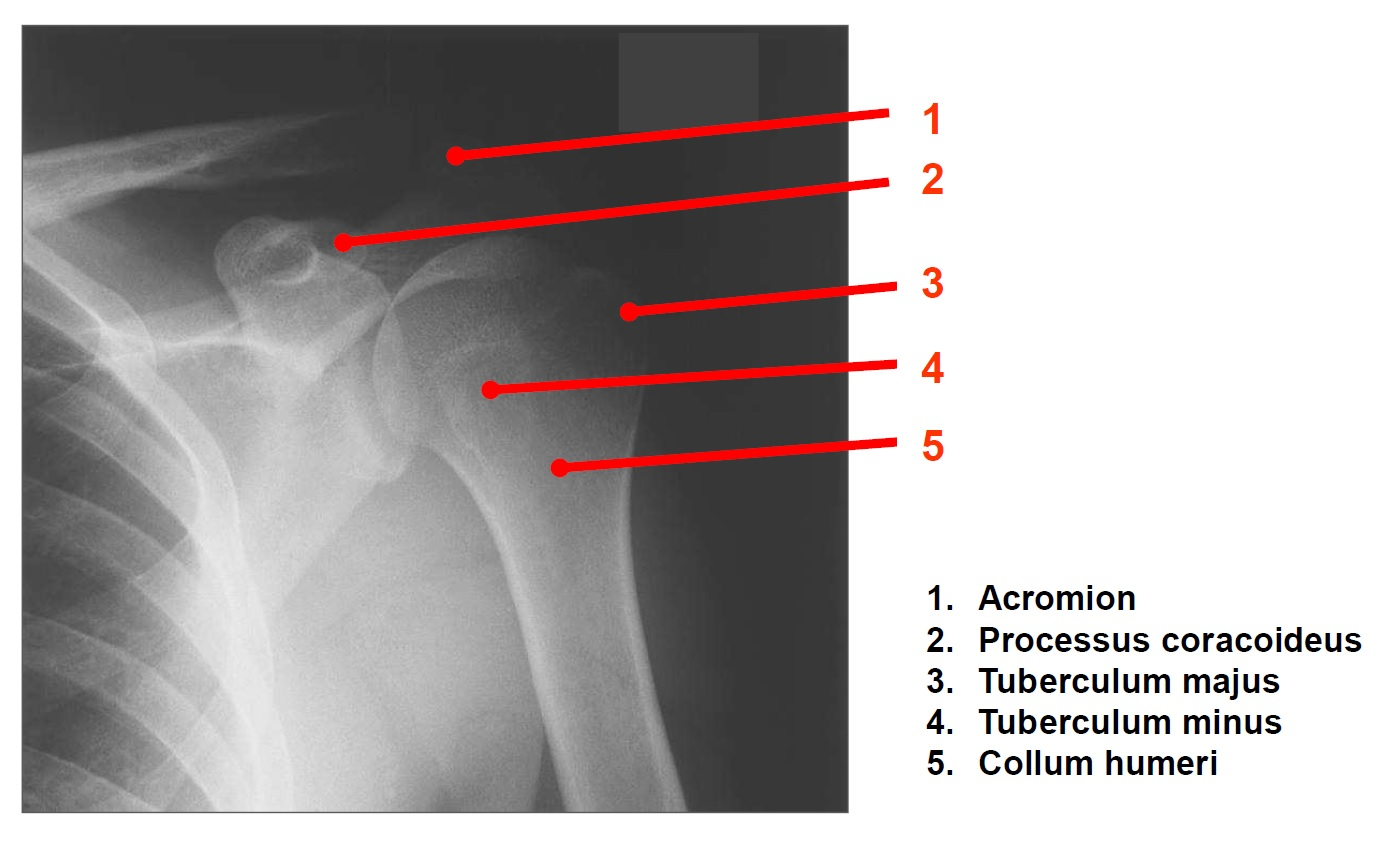 1
2
3
4
5
1. Acromion
2. Processus coracoideus
3. Tuberculum majus
4. Tuberculum minus
5. Collum humeri